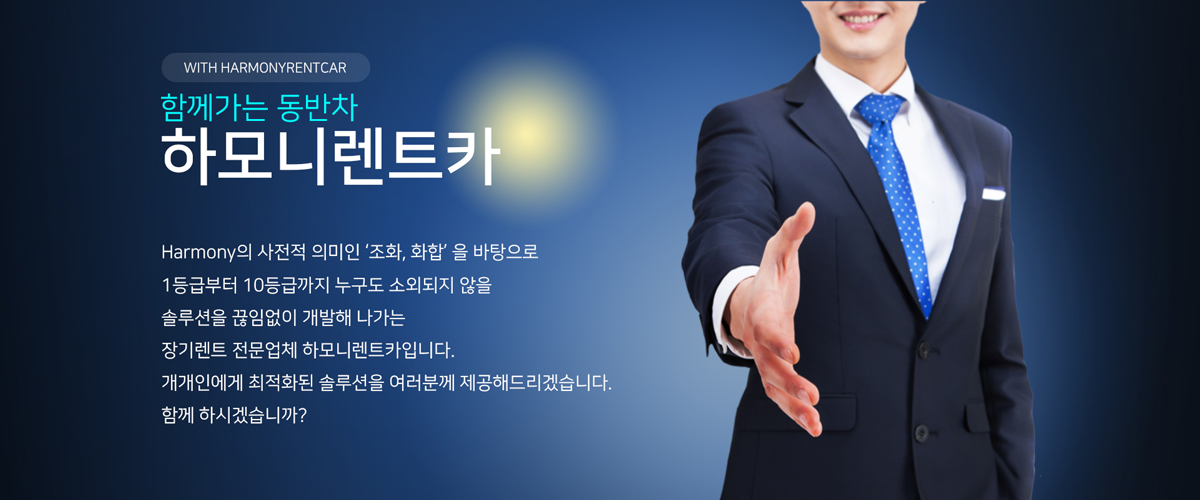 WITH HARMONYRENTCAR
함께가는 동반차
하모니렌트카
Harmony의 사전적 의미인 ‘조화, 화합’ 을 바탕으로
1등급부터 10등급까지 누구도 소외되지 않을
솔루션을 끊임없이 개발해 나가는
장기렌트 전문업체 하모니렌트카입니다.
개개인에게 최적화된 솔루션을 여러분께 제공해드리겠습니다.
함께 하시겠습니까?